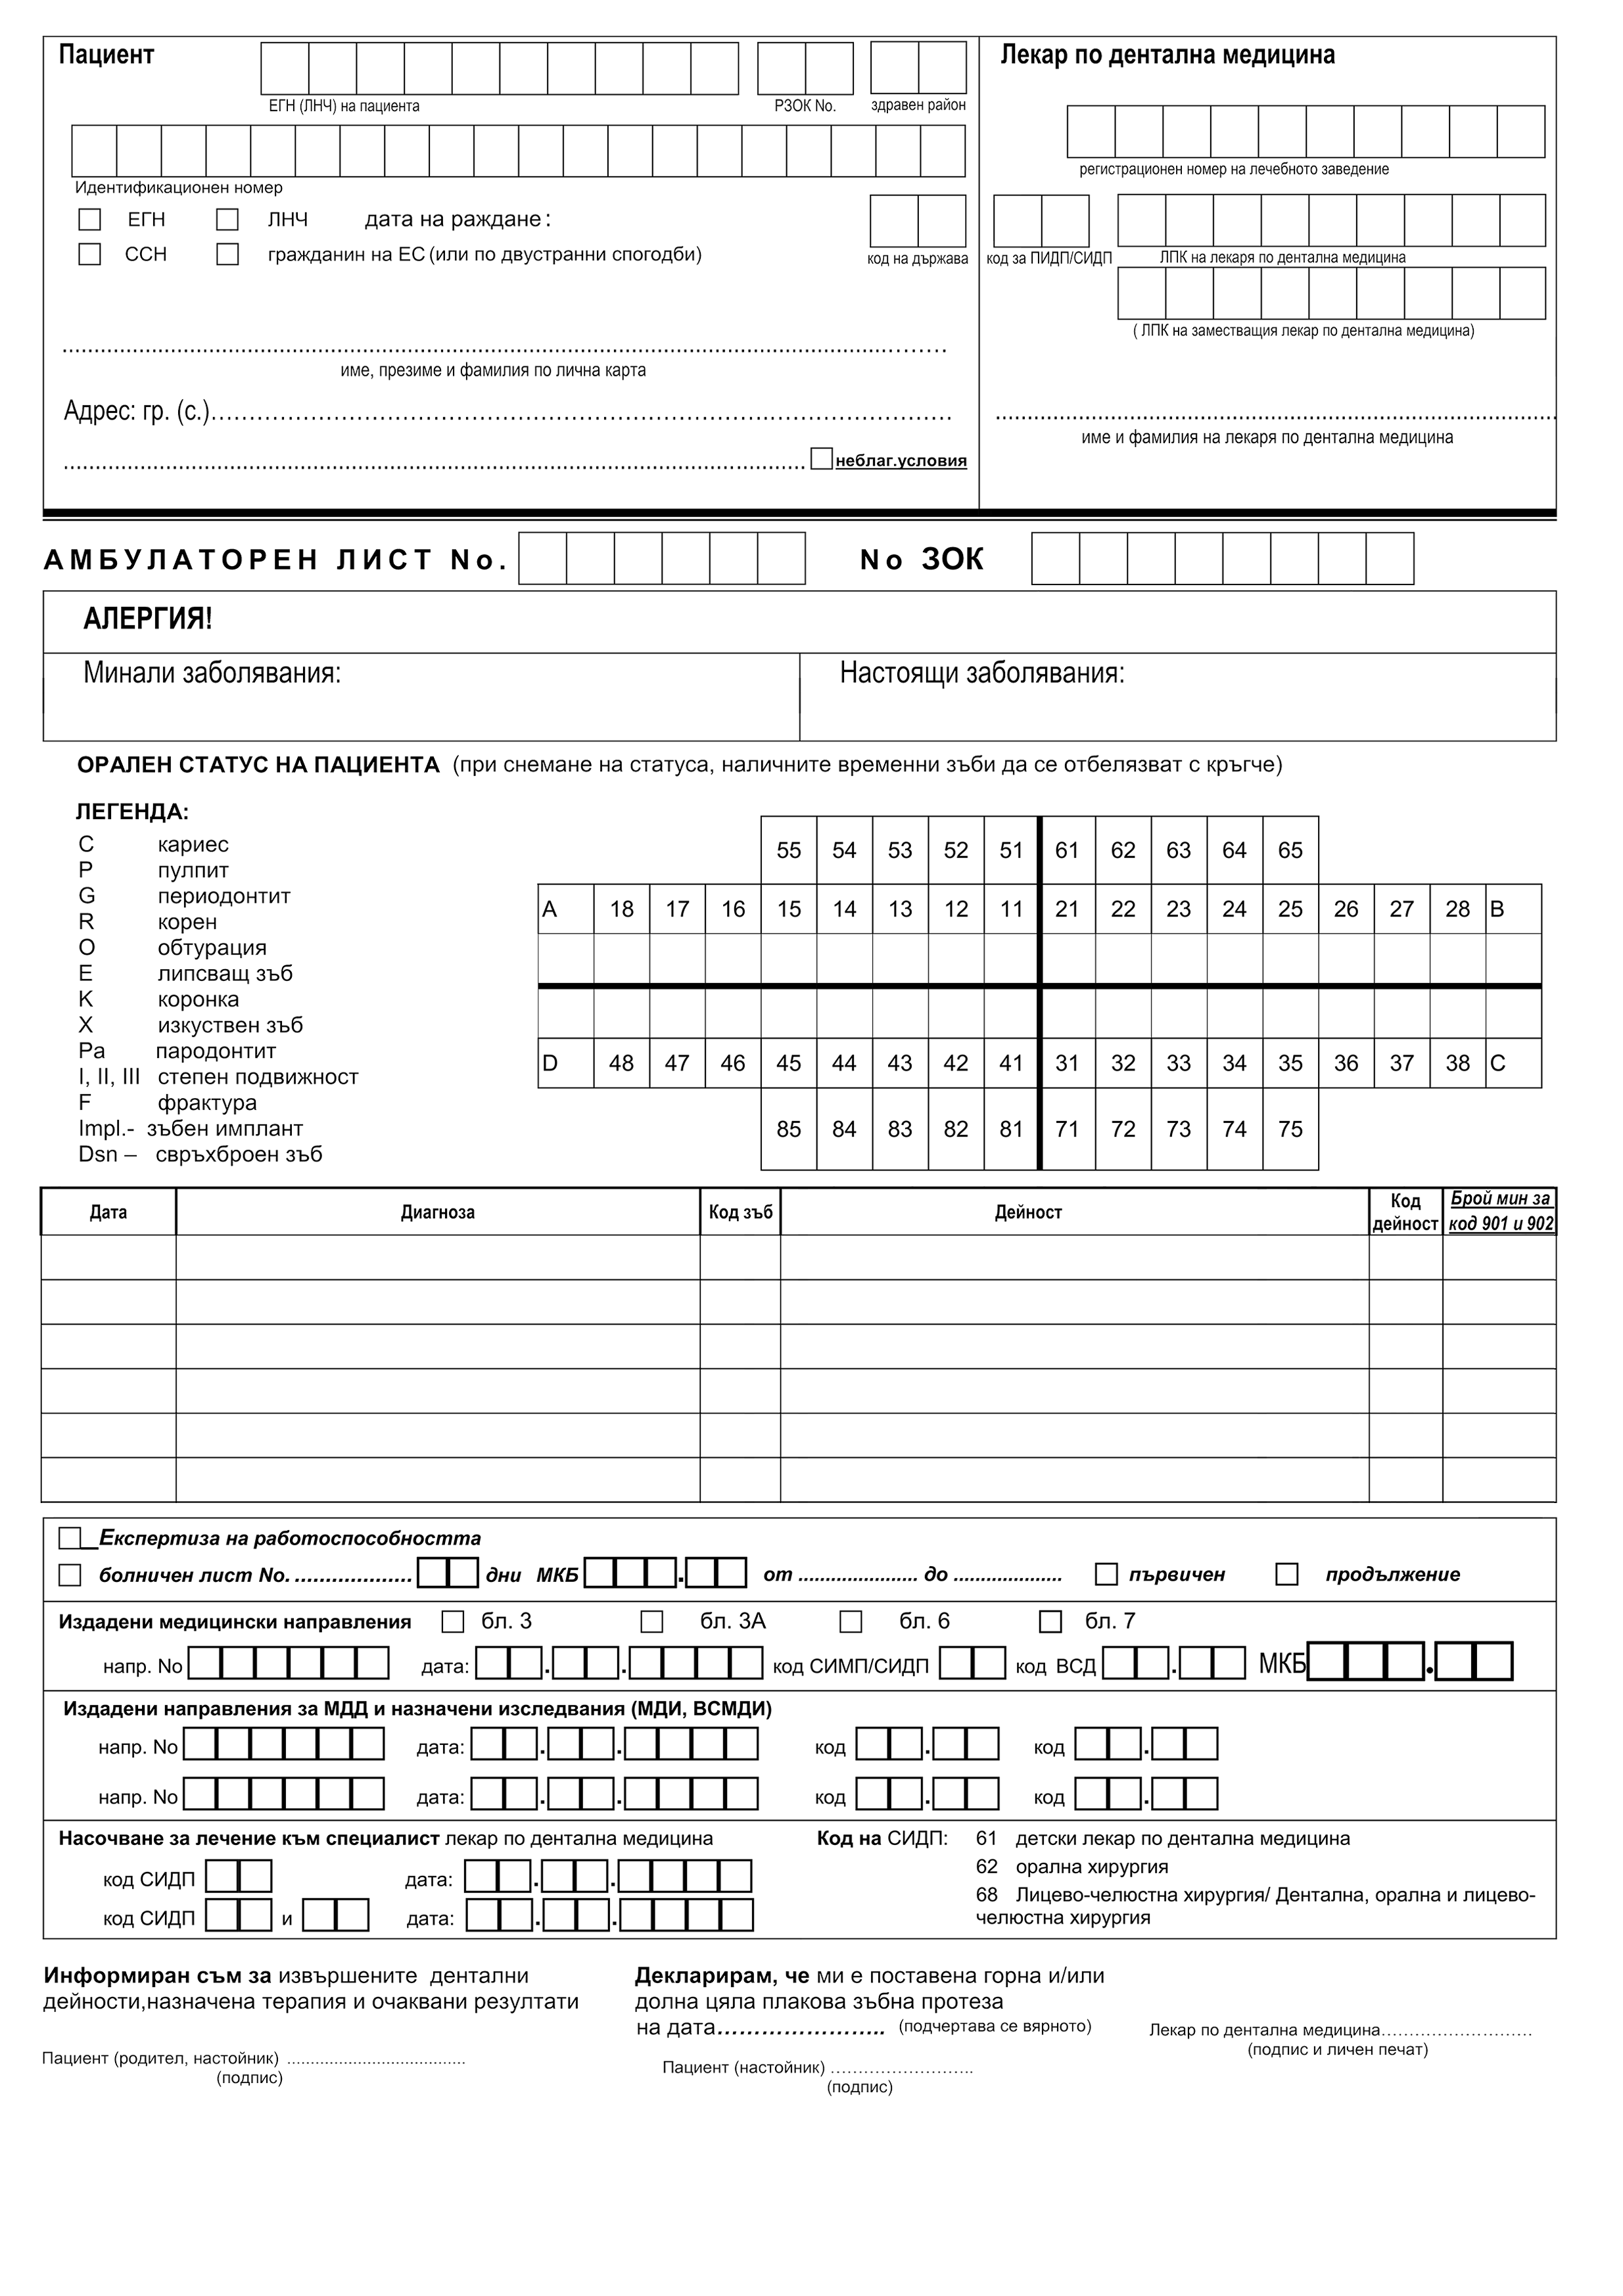 Пациент
ЕГН (ЛНЧ) на пациента
РЗОК No.
здравен район
Идентификационен номер
ЕГН ЛНЧ дата на раждане:
ССН гражданин на ЕС (или по двустранни спогодби)
код на държава
име, презиме и фамилия по лична карта
Адрес: гр. (с.)……………………………………………………………
неблаг.условия
Лекар по дентална медицина
регистрационен номер на лечебното заведение
код за ПИДП/СИДП
ЛПК на лекаря по дентална медицина
( ЛПК на заместващия лекар по дентална медицина)
име и фамилия на лекаря по дентална медицина
АМБУЛАТОРЕН ЛИСТ No. No ЗОК
АЛЕРГИЯ!
Минали заболявания: Настоящи заболявания:
ОРАЛЕН СТАТУС НА ПАЦИЕНТА (при снемане на статуса, наличните временни зъби да се отбелязват с кръгче)
ЛЕГЕНДА:
C кариес
P пулпит
G периодонтит
R корен
O обтурация
E липсващ зъб
K коронка
X изкуствен зъб
Pa пародонтит
I, II, III степен подвижност
F фрактура
Impl.- зъбен имплант
Dsn – свръхброен зъб
55 54 53 52 51 61 62 63 64 65
A 18 17 16 15 14 13 12 11 21 22 23 24 25 26 27 28 B
D 48 47 46 45 44 43 42 41 31 32 33 34 35 36 37 38 C
85 84 83 82 81 71 72 73 74 75
Дата Диагноза Код зъб Дейност Код дейност Брой мин за код 901 и 902
Експертиза на работоспособността
болничен лист No. ................... дни МКБ . от ..................... до ................... първичен продължение
Издадени медицински направления бл. 3 бл. 3А бл. 6 бл. 7
напр. No дата: . . код СИМП/СИДП код ВСД . МКБ .
Издадени направления за МДД и назначени изследвания (МДИ, ВСМДИ)
напр. No дата: . . код . код .
напр. No дата: . . код . код .
Насочване за лечение към специалист лекар по дентална медицина
код СИДП дата: . .
код СИДП и дата: . .
Код на СИДП: 61 детски лекар по дентална медицина
62 орална хирургия
68 Лицево-челюстна хирургия/ Дентална, орална и лицево-
челюстна хирургия
Информиран съм за извършените дентални
дейности,назначена терапия и очаквани резултати
Пациент (родител, настойник) .....................................
(подпис)
Декларирам, че ми е поставена горна и/или
долна цяла плакова зъбна протеза
на дата………………….. (подчертава се вярното)
Пациент (настойник) ……………………..
(подпис)
Лекар по дентална медицина………………………
(подпис и личен печат)